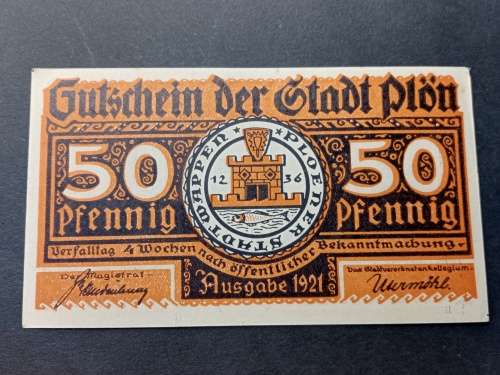 Gutschein der Stadt Plön
50 Pfennig
PLOENER STADTWAPPEN
12 36
50 Pfennig
Verfalltag 4 Wochen nach öffentlicher Bekanntmachung.
Ausgabe 1921
Der Magistrat
Das Stadtverordnetenkollegium.